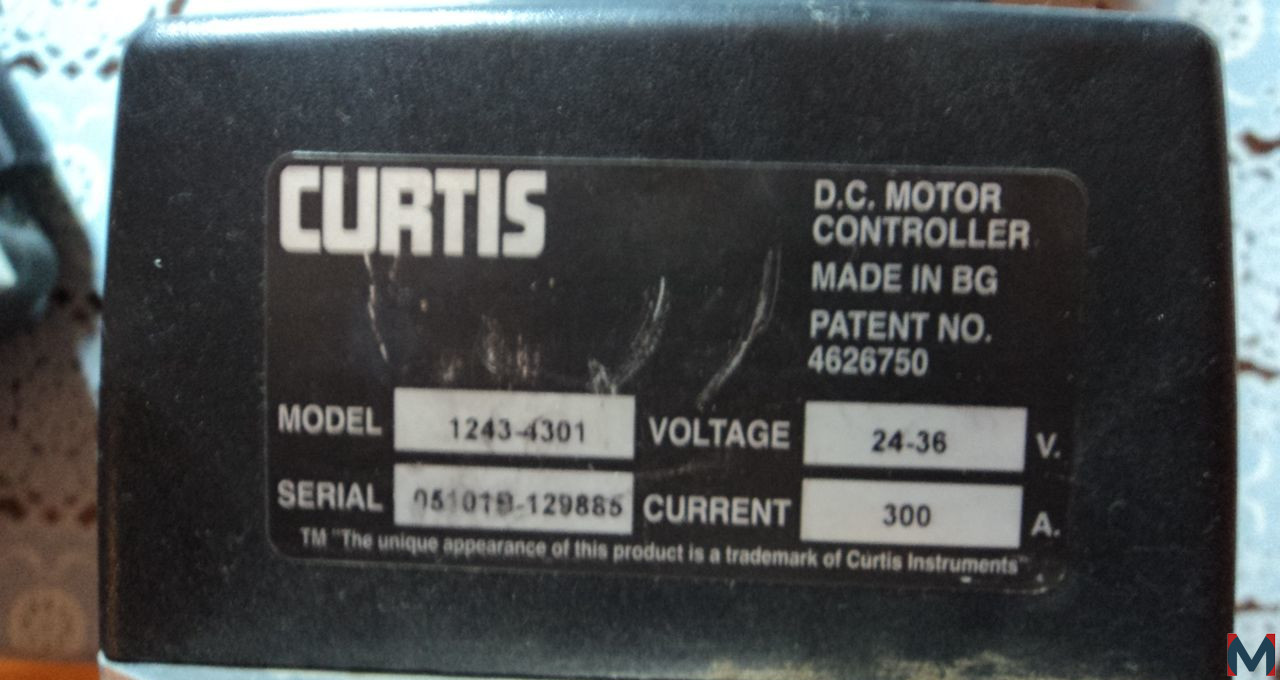 CURTIS
D.C. MOTOR
CONTROLLER
MADE IN BG
PATENT NO.
4626750
MODEL 1243-4301 VOLTAGE 24-36 V.
SERIAL CURRENT 300 A.
TM "The unique appearance of this product is a trademark of Curtis Instruments"
M